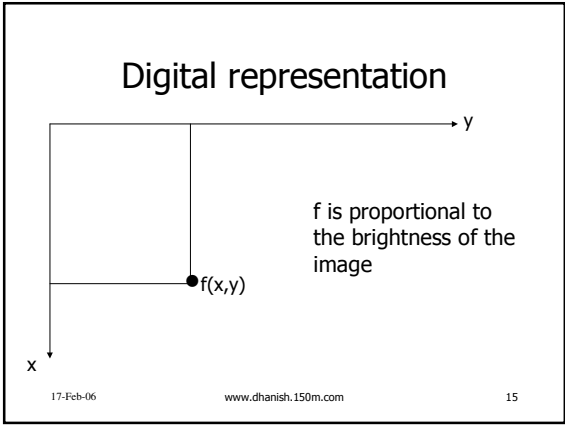 Digital representation
y
f is proportional to
the brightness of the
image
f(x,y)
x
17-Feb-06
www.dhanish.150m.com
15